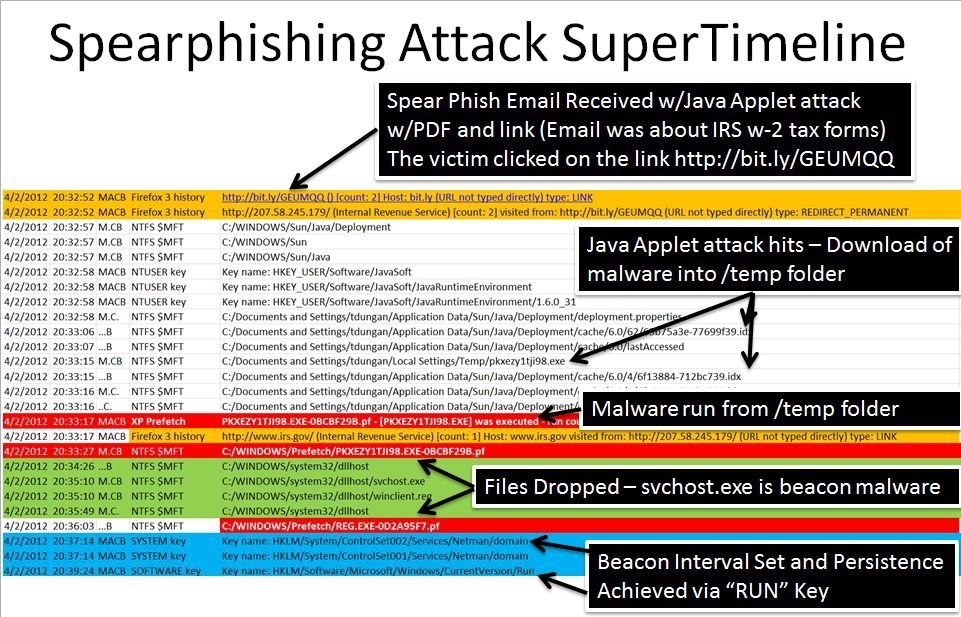 Spearphishing Attack SuperTimeline
Spear Phish Email Received w/Java Applet attack
w/PDF and link (Email was about IRS w-2 tax forms)
The victim clicked on the link http://bit.ly/GEUMQQ
4/2/2012 20:32:52 MACB Firefox 3 history http://bit.ly/GEUMQQ () [count: 2] Host: bit.ly (URL not typed directly) type: LINK
4/2/2012 20:32:52 MACB Firefox 3 history http://207.58.245.179/ (Internal Revenue Service) [count: 2] visited from: http://bit.ly/GEUMQQ (URL not typed directly) type: REDIRECT_PERMANENT
4/2/2012 20:32:57 M.CB NTFS $MFT C:/WINDOWS/Sun/Java/Deployment
4/2/2012 20:32:57 M.CB NTFS $MFT C:/WINDOWS/Sun
4/2/2012 20:32:57 M.CB NTFS $MFT C:/WINDOWS/Sun/Java
Java Applet attack hits – Download of
malware into /temp folder
4/2/2012 20:32:58 MACB NTUSER key Key name: HKEY_USER/Software/JavaSoft
4/2/2012 20:32:58 MACB NTUSER key Key name: HKEY_USER/Software/JavaSoft/JavaRuntimeEnvironment
4/2/2012 20:32:58 MACB NTUSER key Key name: HKEY_USER/Software/JavaSoft/JavaRuntimeEnvironment/1.6.0_31
4/2/2012 20:32:58 M.C. NTFS $MFT C:/Documents and Settings/tdungan/Application Data/Sun/Java/Deployment/deployment.properties
4/2/2012 20:33:06 ...B NTFS $MFT C:/Documents and Settings/tdungan/Application Data/Sun/Java/Deployment/cache/6.0/62/
4/2/2012 20:33:07 ...B NTFS $MFT C:/Documents and Settings/tdungan/Application Data/Sun/Java/Deployment/cache/6.0/lastAccessed
4/2/2012 20:33:15 M.CB NTFS $MFT C:/Documents and Settings/tdungan/Local Settings/Temp/pkxezy1tji98.exe
4/2/2012 20:33:15 ...B NTFS $MFT C:/Documents and Settings/tdungan/Application Data/Sun/Java/Deployment/cache/6.0/4/6f13884-712bc739.idx
4/2/2012 20:33:16 M.C. NTFS $MFT C:/Documents and Settings/tdungan/Application Data/Sun/Java/Deployment
4/2/2012 20:33:16 ..C. NTFS $MFT C:/Documents and Settings/tdungan/Application Data/Sun/Java/Deployment
Malware run from /temp folder
4/2/2012 20:33:17 MACB XP Prefetch PKXEZY1TJI98.EXE-0BCBF29B.pf - [PKXEZY1TJI98.EXE] was executed - run cou
4/2/2012 20:33:17 MACB Firefox 3 history http://www.irs.gov/ (Internal Revenue Service) [count: 1] Host: www.irs.gov visited from: http://207.58.245.179/ (URL not typed directly) type: LINK
4/2/2012 20:33:27 M.CB NTFS $MFT C:/WINDOWS/Prefetch/PKXEZY1TJI98.EXE-0BCBF29B.pf
4/2/2012 20:34:26 ...B NTFS $MFT C:/WINDOWS/system32/dllhost
4/2/2012 20:35:10 M.CB NTFS $MFT C:/WINDOWS/system32/dllhost/svchost.exe
Files Dropped – svchost.exe is beacon malware
4/2/2012 20:35:10 M.CB NTFS $MFT C:/WINDOWS/system32/dllhost/winclient.reg
4/2/2012 20:35:49 M.C. NTFS $MFT C:/WINDOWS/system32/dllhost
4/2/2012 20:36:03 ...B NTFS $MFT C:/WINDOWS/Prefetch/REG.EXE-0D2A95F7.pf
4/2/2012 20:37:14 MACB SYSTEM key Key name: HKLM/System/ControlSet002/Services/Netman/domain
4/2/2012 20:37:14 MACB SYSTEM key Key name: HKLM/System/ControlSet001/Services/Netman/domain
4/2/2012 20:39:24 MACB SOFTWARE key Key name: HKLM/Software/Microsoft/Windows/CurrentVersion/Run
Beacon Interval Set and Persistence
Achieved via “RUN” Key